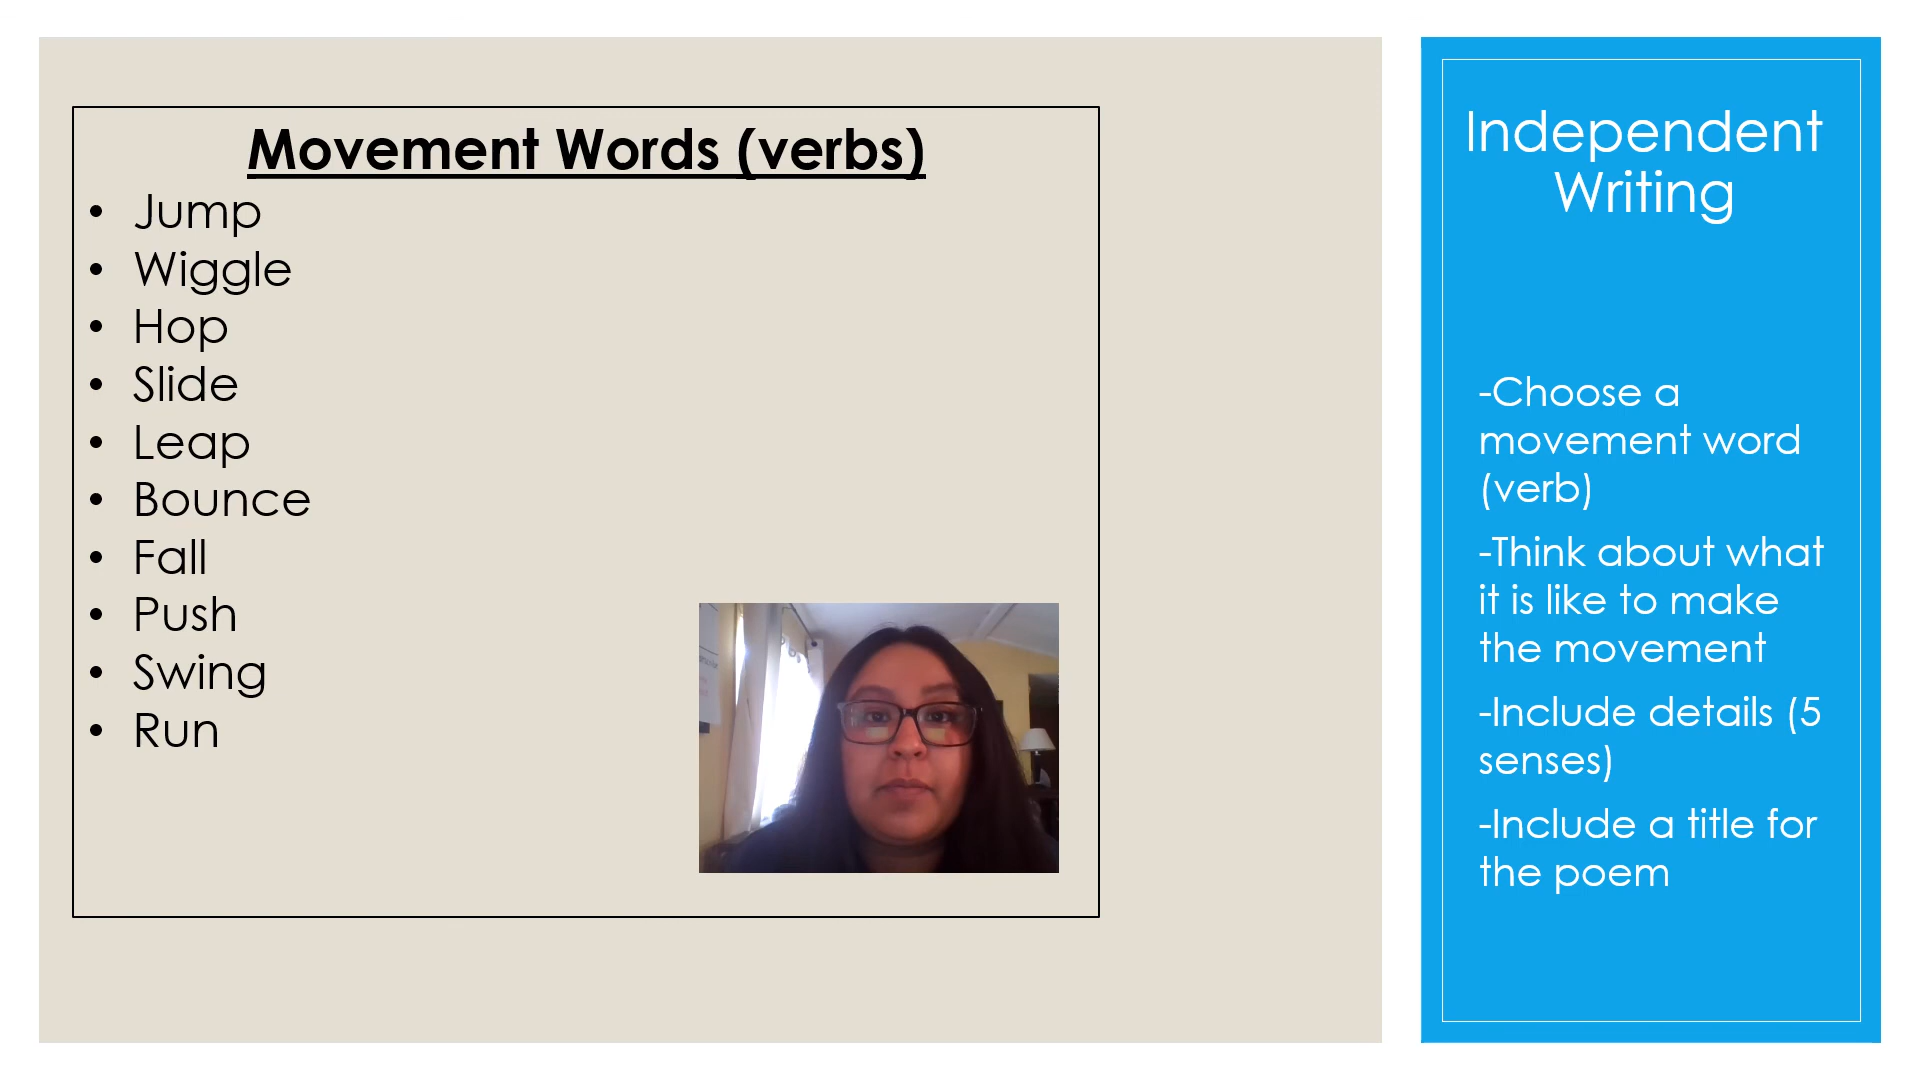 Movement Words (verbs)
• Jump
• Wiggle
• Hop
• Slide
• Leap
• Bounce
• Fall
• Push
• Swing
• Run
Independent
Writing
-Choose a
movement word
(verb)
-Think about what
it is like to make
the movement
-Include details (5
senses)
-Include a title for
the poem